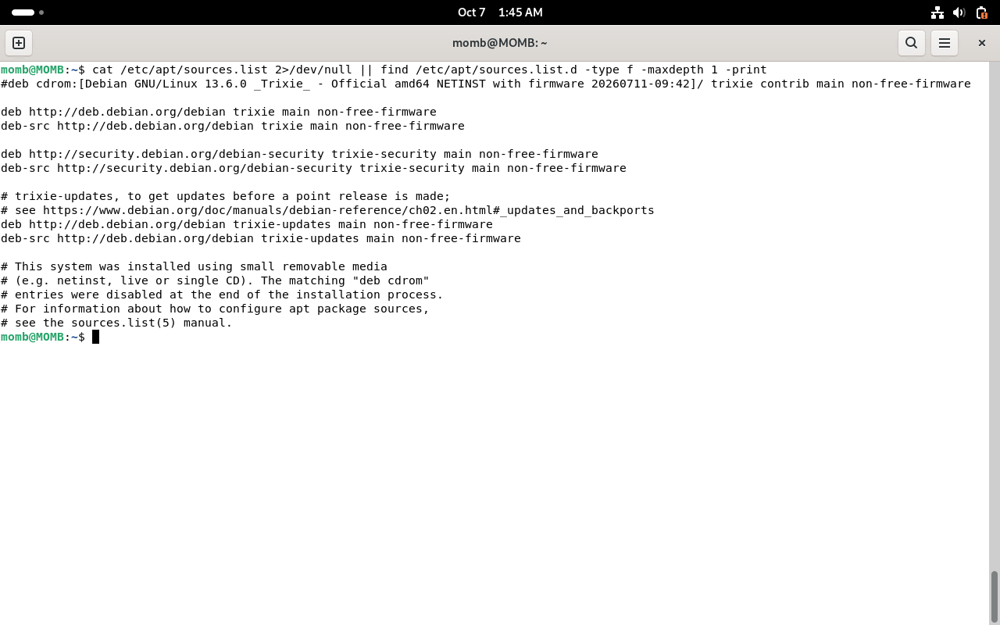 Oct 7 1:45 AM
momb@MOMB: ~
momb@MOMB:~$ cat /etc/apt/sources.list 2>/dev/null || find /etc/apt/sources.list.d -type f -maxdepth 1 -print
#deb cdrom:[Debian GNU/Linux 13.6.0 _Trixie_ - Official amd64 NETINST with firmware 20260711-09:42]/ trixie contrib main non-free-firmware
deb http://deb.debian.org/debian trixie main non-free-firmware
deb-src http://deb.debian.org/debian trixie main non-free-firmware
deb http://security.debian.org/debian-security trixie-security main non-free-firmware
deb-src http://security.debian.org/debian-security trixie-security main non-free-firmware
# trixie-updates, to get updates before a point release is made;
# see https://www.debian.org/doc/manuals/debian-reference/ch02.en.html#_updates_and_backports
deb http://deb.debian.org/debian trixie-updates main non-free-firmware
deb-src http://deb.debian.org/debian trixie-updates main non-free-firmware
# This system was installed using small removable media
# (e.g. netinst, live or single CD). The matching "deb cdrom"
# entries were disabled at the end of the installation process.
# For information about how to configure apt package sources,
# see the sources.list(5) manual.
momb@MOMB:~$